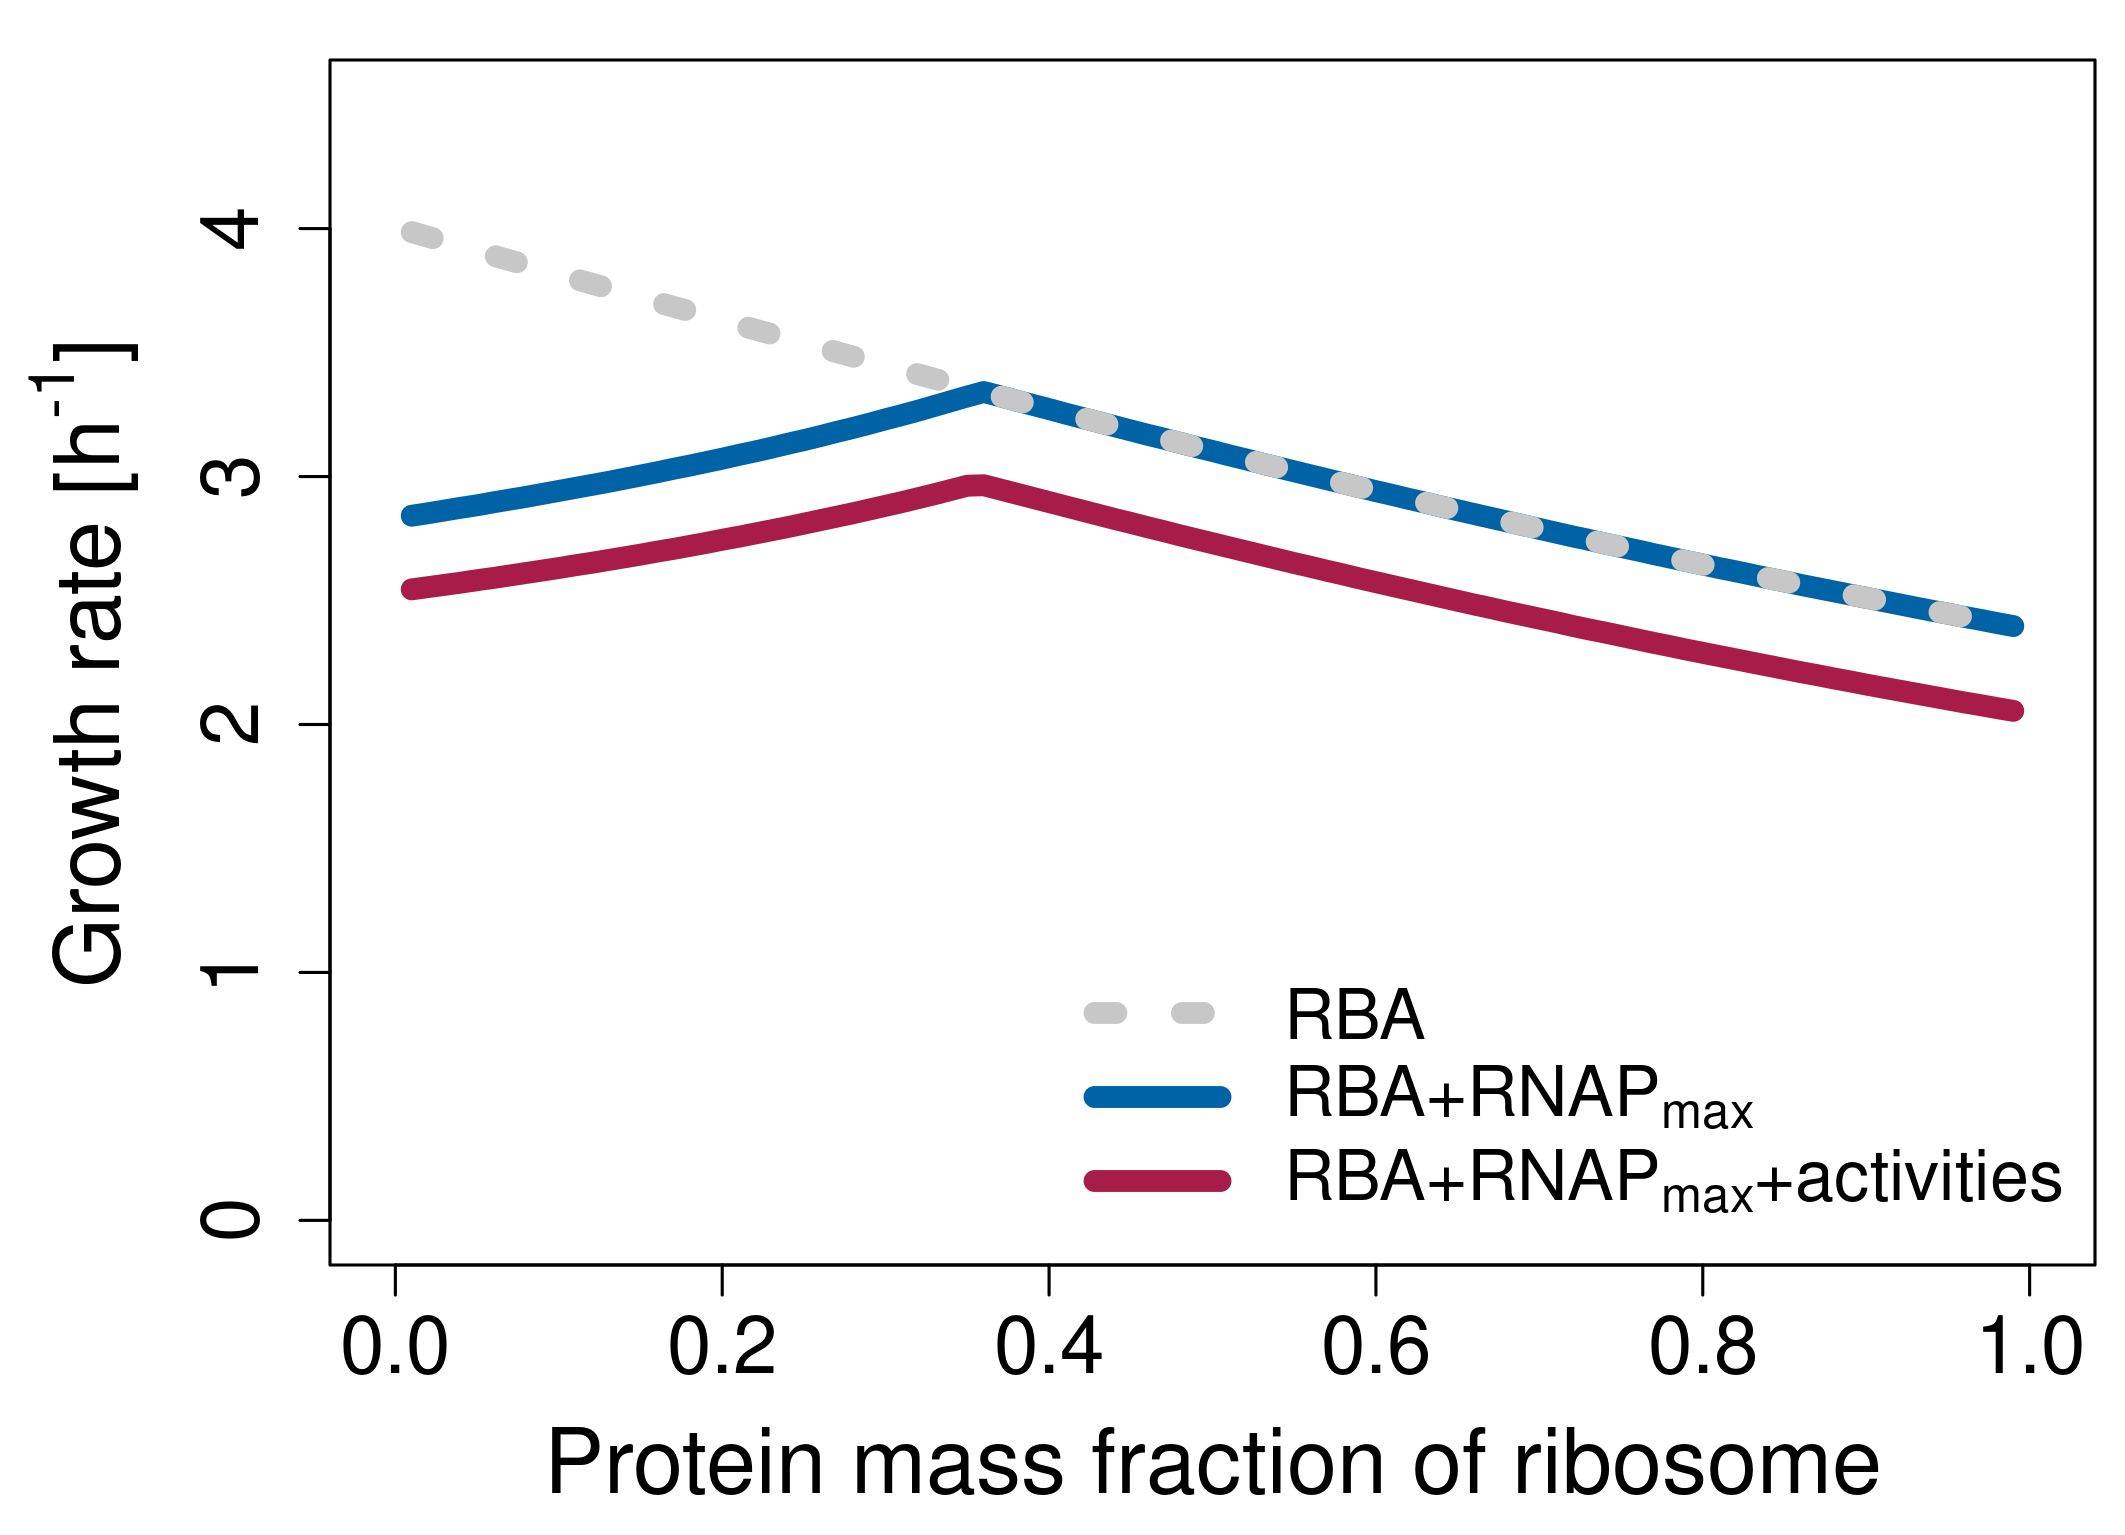 Growth rate [h-1]
4
3
2
1
0
RBA
RBA+RNAPmax
RBA+RNAPmax+activities
0.0 0.2 0.4 0.6 0.8 1.0
Protein mass fraction of ribosome